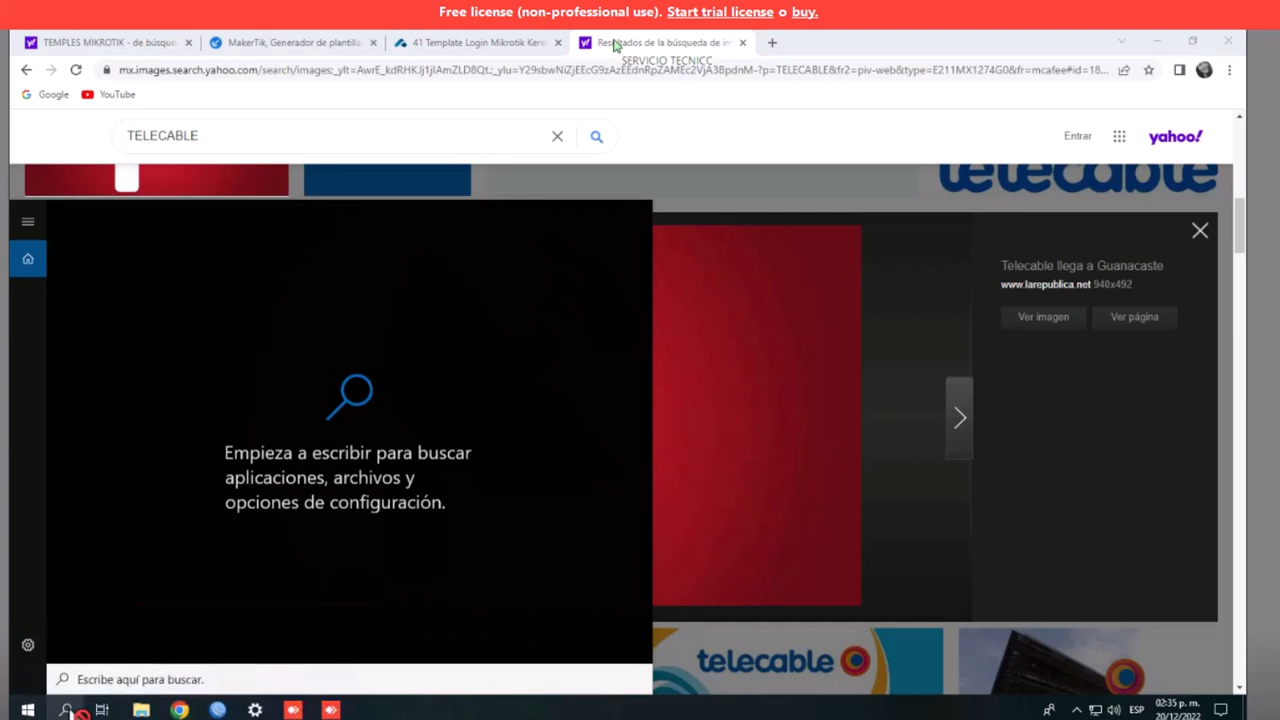 Free license (non-professional use). Start trial license o buy.
TEMPLES MIKROTIK - de búsque
MakerTik, Generador de plantilla
41 Template Login Mikrotik Kere
Resultados de la búsqueda de im
SERVICIO TECNICC
Google
YouTube
TELECABLE
Entrar
yahoo!
telecable
Telecable llega a Guanacaste
www.larepublica.net 940x492
Ver imagen
Ver página
Empieza a escribir para buscar
aplicaciones, archivos y
opciones de configuración.
telecable
Escribe aquí para buscar.
ESP
02:35 p. m.
20/12/2022